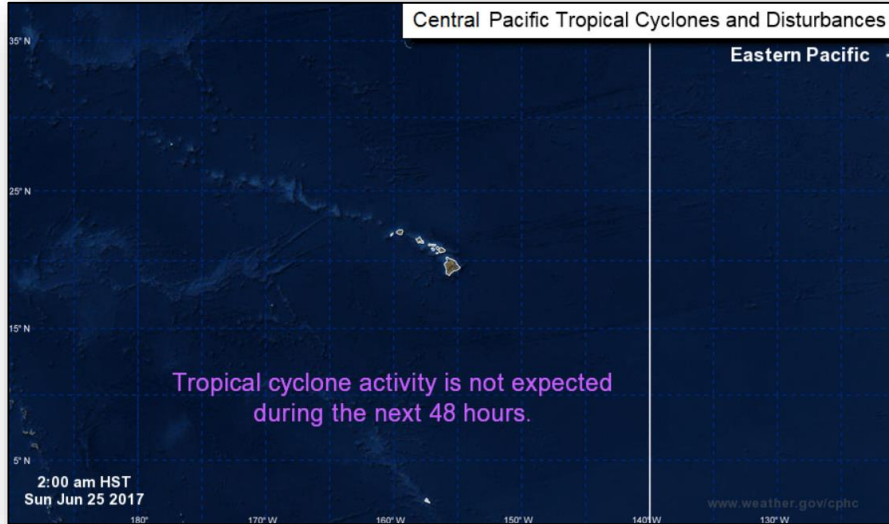 Central Pacific Tropical Cyclones and Disturbances
35° N
Eastern Pacific
25° N
15° N
Tropical cyclone activity is not expected
during the next 48 hours.
5° N
2:00 am HST
Sun Jun 25 2017
www.weather.gov/cphc
180°
170° W
160° W
150° W
140° W
130° W